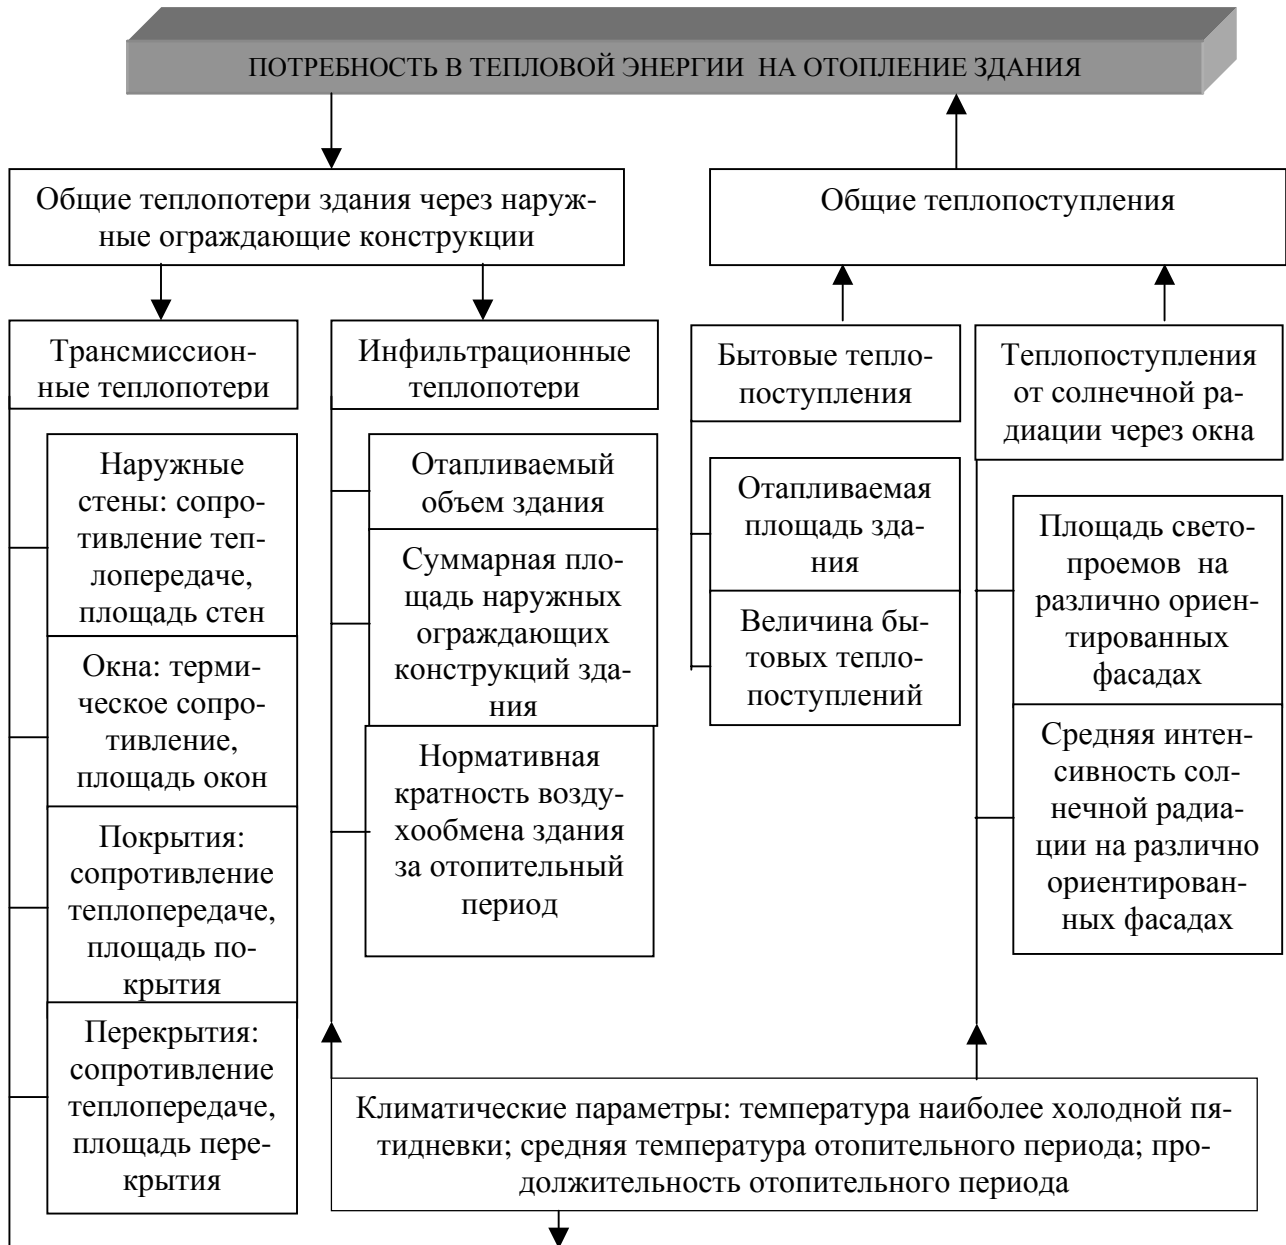 ПОТРЕБНОСТЬ В ТЕПЛОВОЙ ЭНЕРГИИ НА ОТОПЛЕНИЕ ЗДАНИЯ
Общие теплопотери здания через наруж-
ные ограждающие конструкции
Общие теплопоступления
Трансмиссион-
ные теплопотери
Инфильтрационные
теплопотери
Бытовые тепло-
поступления
Теплопоступления
от солнечной ра-
диации через окна
Наружные
стены: сопро-
тивление теп-
лопередаче,
площадь стен
Окна: терми-
ческое сопро-
тивление,
площадь окон
Покрытия:
сопротивление
теплопередаче,
площадь по-
крытия
Перекрытия:
сопротивление
теплопередаче,
площадь пере-
крытия
Отапливаемый
объем здания
Суммарная пло-
щадь наружных
ограждающих
конструкций зда-
ния
Нормативная
кратность возду-
хообмена здания
за отопительный
период
Отапливаемая
площадь зда-
ния
Величина бы-
товых тепло-
поступлений
Площадь свето-
проемов на
различно ориен-
тированных
фасадах
Средняя интен-
сивность сол-
нечной радиа-
ции на различно
ориентирован-
ных фасадах
Климатические параметры: температура наиболее холодной пя-
тидневки; средняя температура отопительного периода; про-
должительность отопительного периода